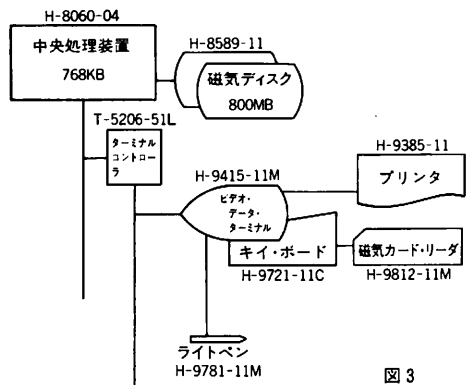 H-8060-04
中央処理装置
768KB
H-8589-11
磁気ディスク
800MB
T-5206-51L
ターミナル
コントロー
ラ
H-9415-11M
ビデオ・
データ・
ターミナル
H-9385-11
プリンタ
キイ・ボード
H-9721-11C
磁気カード・リーダ
H-9812-11M
ライトペン
H-9781-11M
図3